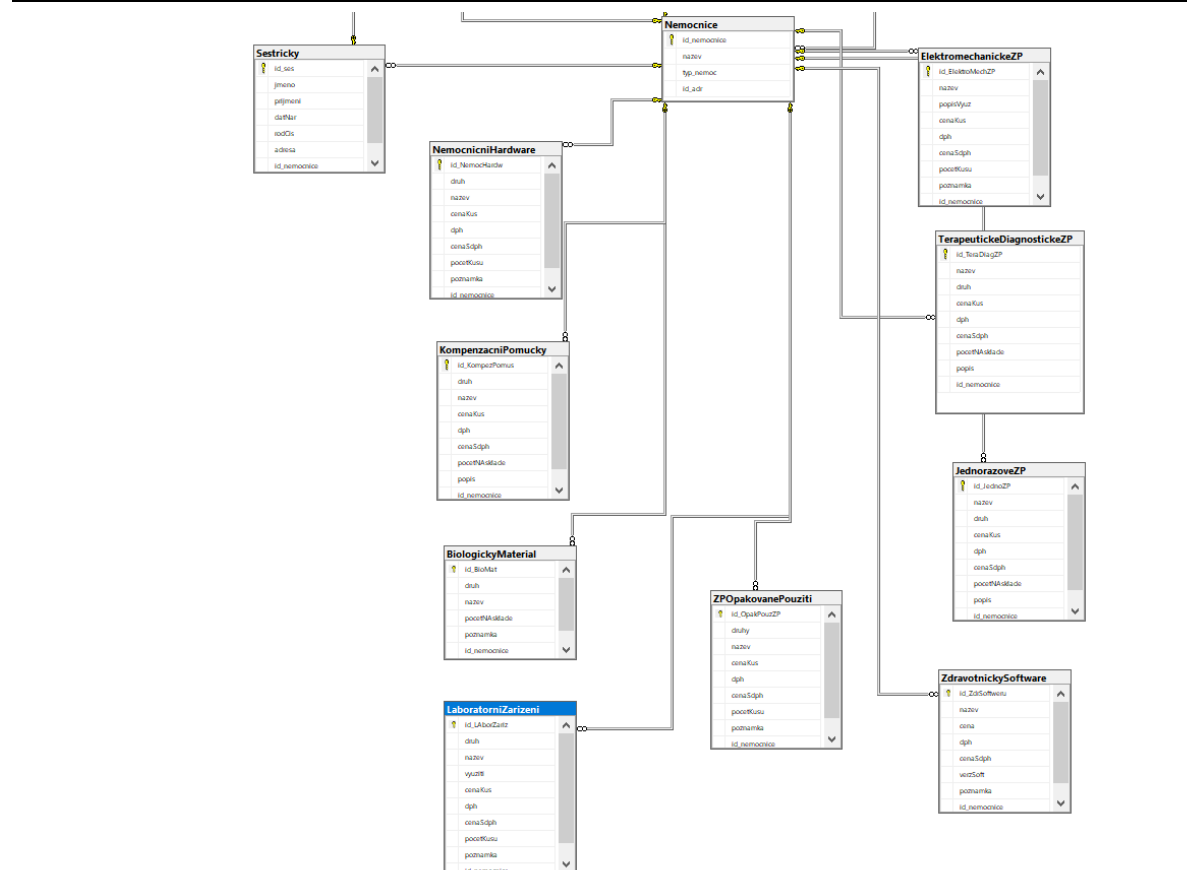 Nemocnice
id_nemocnice
nazev
typ_nemoc
id_adr
Sestricky
id_ses
jmeno
prijmeni
datNar
rodCis
adresa
id_nemocnice
ElektromechanickeZP
id_ElektroMechZP
nazev
popisVyuz
cenaKus
dph
cenaSdph
pocetKusu
poznamka
id_nemocnice
NemocnicniHardware
id_NemocHardw
druh
nazev
cenaKus
dph
cenaSdph
pocetKusu
poznamka
id_nemocnice
TerapeutickeDiagnostickeZP
id_TeraDiagZP
nazev
druh
cenaKus
dph
cenaSdph
pocetNAsklade
popis
id_nemocnice
KompenzacniPomucky
id_KompezPomus
druh
nazev
cenaKus
dph
cenaSdph
pocetNAsklade
popis
id_nemocnice
JednorazoveZP
id_JednoZP
nazev
druh
cenaKus
dph
cenaSdph
pocetNAsklade
popis
id_nemocnice
BiologickyMaterial
id_BioMat
druh
nazev
pocetNAsklade
poznamka
id_nemocnice
ZPOpakovanePouziti
id_OpakPouzZP
druhy
nazev
cenaKus
dph
cenaSdph
pocetKusu
poznamka
id_nemocnice
ZdravotnickySoftware
id_ZdrSoftweru
nazev
cena
dph
cenaSdph
verzSoft
poznamka
id_nemocnice
LaboratorniZarizeni
id_LAborZariz
druh
nazev
vyuziti
cenaKus
dph
cenaSdph
pocetKusu
poznamka